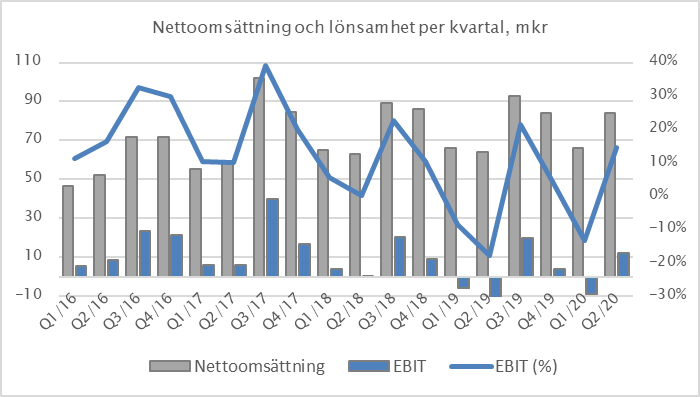 Nettoomsättning och lönsamhet per kvartal, mkr
110
90
70
50
30
10
-10
40%
30%
20%
10%
0%
-10%
-20%
-30%
Q1/16
Q2/16
Q3/16
Q4/16
Q1/17
Q2/17
Q3/17
Q4/17
Q1/18
Q2/18
Q3/18
Q4/18
Q1/19
Q2/19
Q3/19
Q4/19
Q1/20
Q2/20
Nettoomsättning EBIT EBIT (%)